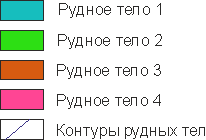 Рудное тело 1
Рудное тело 2
Рудное тело 3
Рудное тело 4
Контуры рудных тел